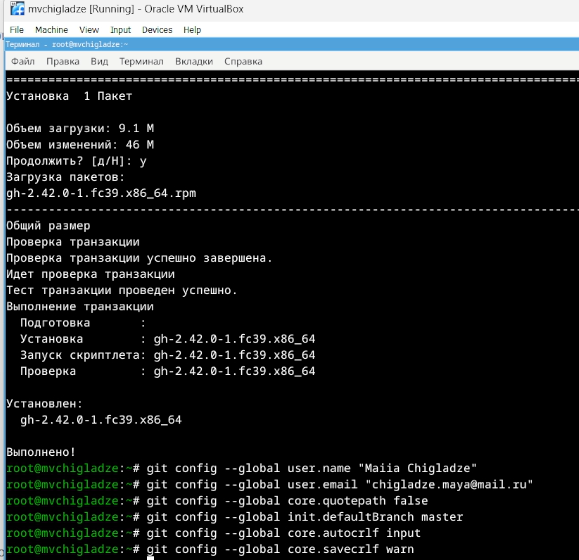 mvchigladze [Running] - Oracle VM VirtualBox
File Machine View Input Devices Help
Терминал - root@mvchigladze:~
Файл Правка Вид Терминал Вкладки Справка
================================================================================
Установка 1 Пакет
Объем загрузки: 9.1 M
Объем изменений: 46 M
Продолжить? [д/Н]: y
Загрузка пакетов:
gh-2.42.0-1.fc39.x86_64.rpm
--------------------------------------------------------------------------------
Общий размер
Проверка транзакции
Проверка транзакции успешно завершена.
Идет проверка транзакции
Тест транзакции проведен успешно.
Выполнение транзакции
Подготовка :
Установка : gh-2.42.0-1.fc39.x86_64
Запуск скриптлета: gh-2.42.0-1.fc39.x86_64
Проверка : gh-2.42.0-1.fc39.x86_64
Установлен:
gh-2.42.0-1.fc39.x86_64
Выполнено!
root@mvchigladze:~# git config --global user.name "Maiia Chigladze"
root@mvchigladze:~# git config --global user.email "chigladze.maya@mail.ru"
root@mvchigladze:~# git config --global core.quotepath false
root@mvchigladze:~# git config --global init.defaultBranch master
root@mvchigladze:~# git config --global core.autocrlf input
root@mvchigladze:~# git config --global core.savecrlf warn